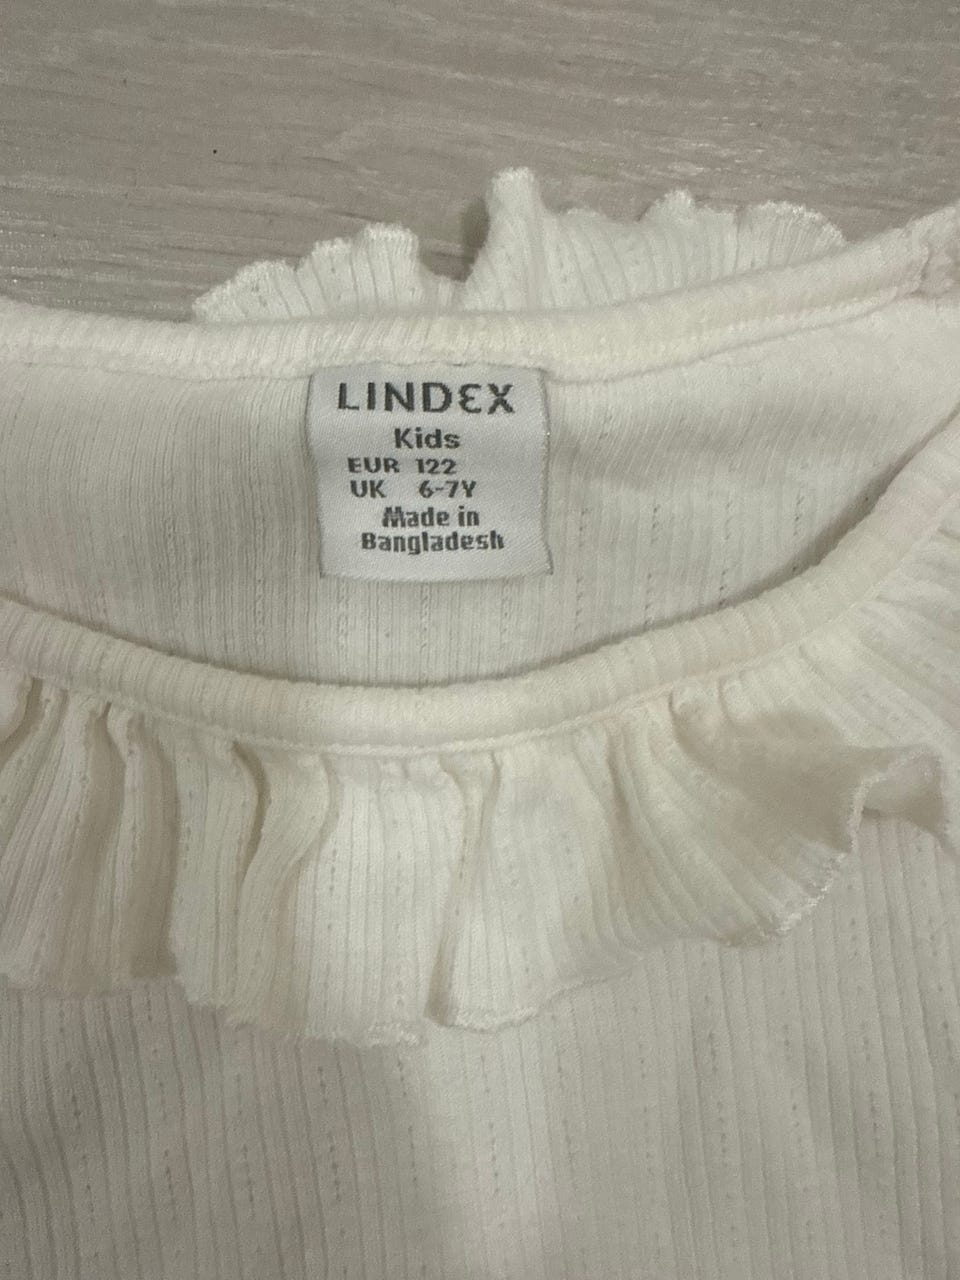 LINDEX
Kids
EUR 122
UK 6-7Y
Made in
Bangladesh